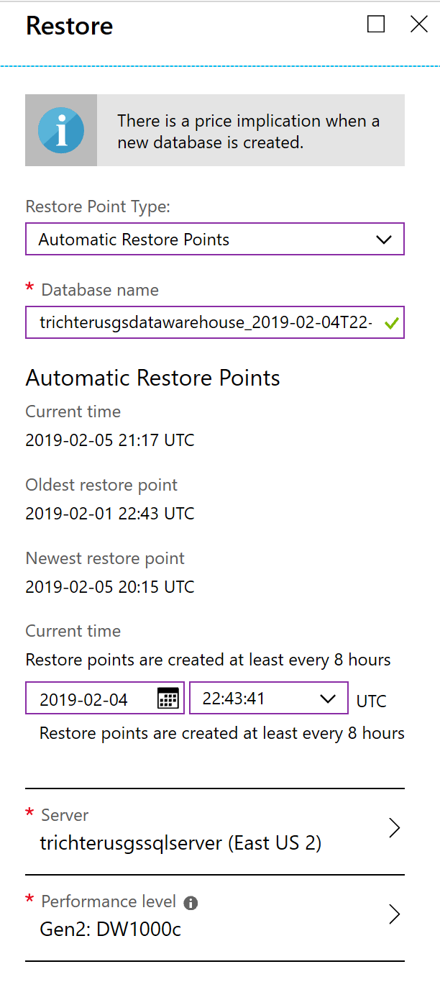 Restore
There is a price implication when a
new database is created.
Restore Point Type:
Automatic Restore Points
* Database name
trichterusgsdatawarehouse_2019-02-04T22-
Automatic Restore Points
Current time
2019-02-05 21:17 UTC
Oldest restore point
2019-02-01 22:43 UTC
Newest restore point
2019-02-05 20:15 UTC
Current time
Restore points are created at least every 8 hours
2019-02-04 22:43:41 UTC
Restore points are created at least every 8 hours
* Server
trichterusgssqlserver (East US 2)
* Performance level
Gen2: DW1000c